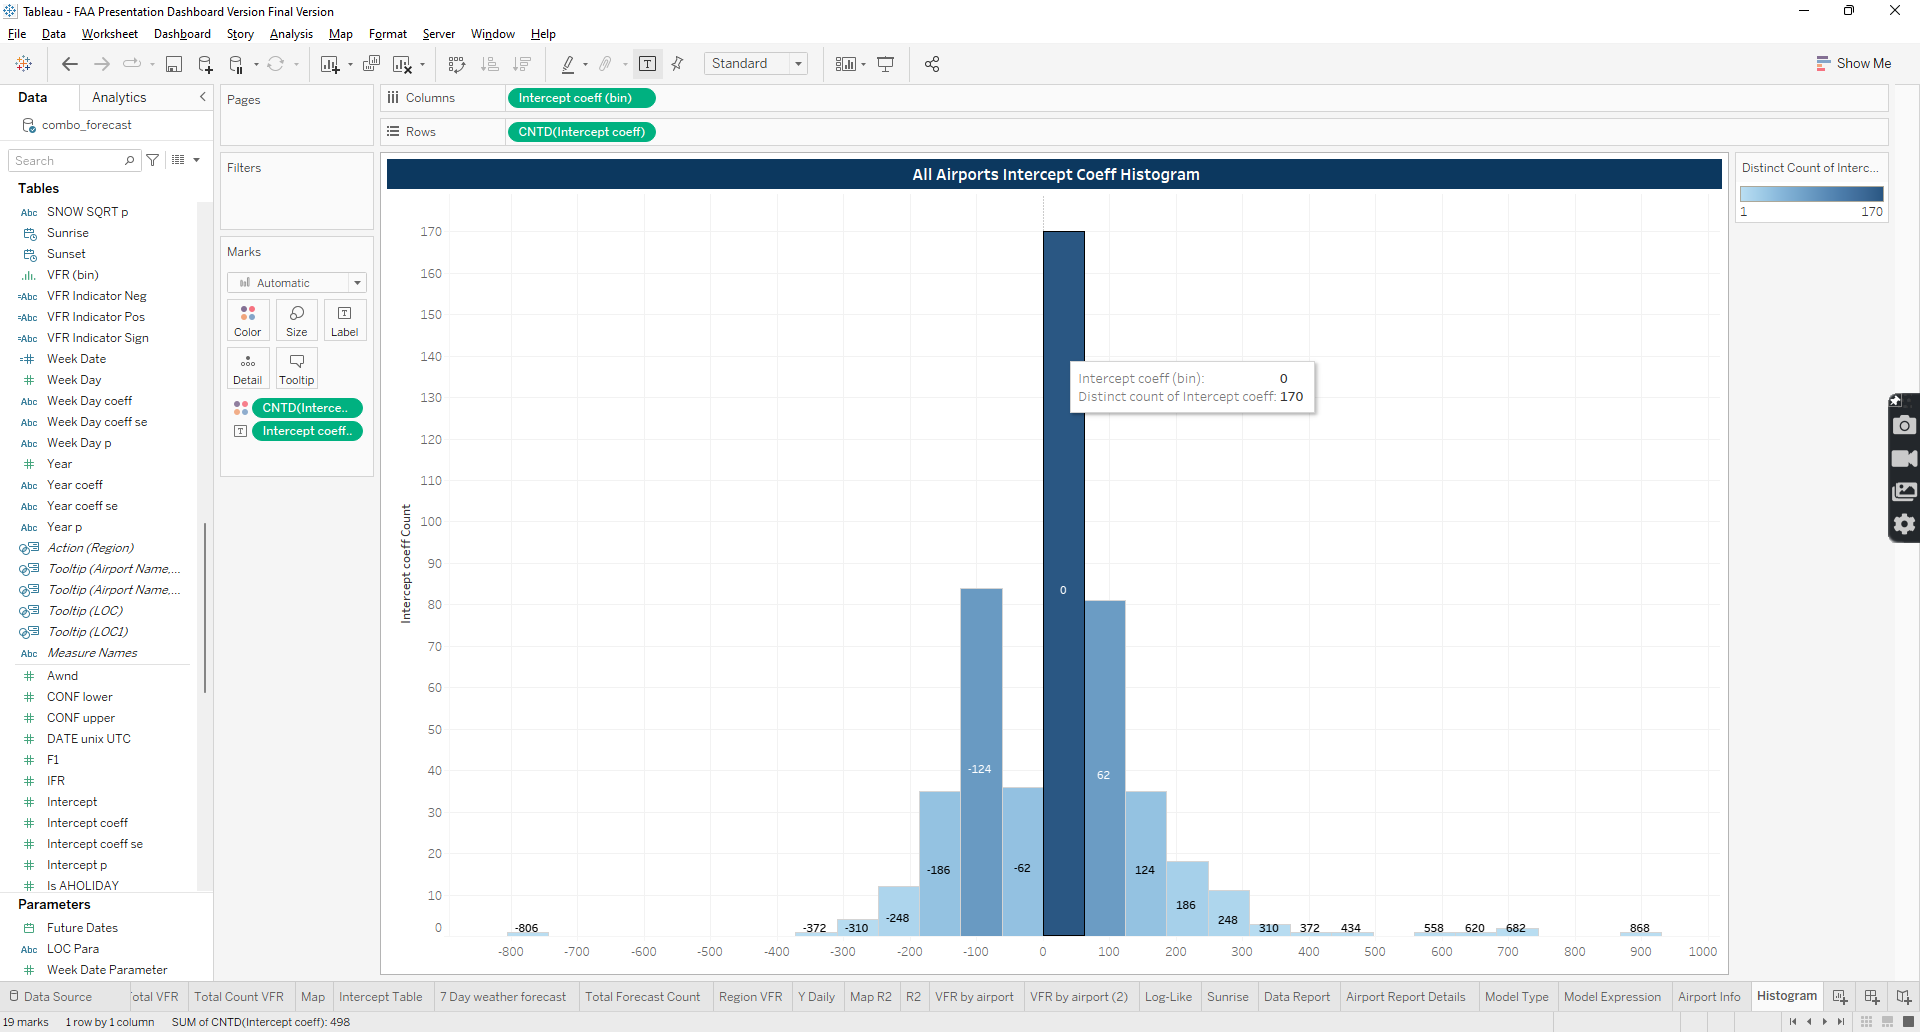 Tableau - FAA Presentation Dashboard Version Final Version
File Data Worksheet Dashboard Story Analysis Map Format Server Window Help
Standard
Show Me
Data Analytics
combo_forecast
Search
Tables
SNOW SQRT p
Sunrise
Sunset
VFR (bin)
VFR Indicator Neg
VFR Indicator Pos
VFR Indicator Sign
Week Date
Week Day
Week Day coeff
Week Day coeff se
Week Day p
Year
Year coeff
Year coeff se
Year p
Action (Region)
Tooltip (Airport Name,...
Tooltip (Airport Name,...
Tooltip (LOC)
Tooltip (LOC1)
Measure Names
Awnd
CONF lower
CONF upper
DATE unix UTC
F1
IFR
Intercept
Intercept coeff
Intercept coeff se
Intercept p
Is AHOLIDAY
Parameters
Future Dates
LOC Para
Week Date Parameter
Pages
Filters
Marks
Automatic
Color Size Label
Detail Tooltip
CNTD(Interce..
Intercept coeff..
Columns Intercept coeff (bin)
Rows CNTD(Intercept coeff)
All Airports Intercept Coeff Histogram
Intercept coeff Count
170
160
150
140
130
120
110
100
90
80
70
60
50
40
30
20
10
0
Intercept coeff (bin): 0
Distinct count of Intercept coeff: 170
-806 -372 -310 -248 -186 -124 -62 0 62 124 186 248 310 372 434 558 620 682 868
-800 -700 -600 -500 -400 -300 -200 -100 0 100 200 300 400 500 600 700 800 900 1000
Distinct Count of Interc...
1 170
Data Source otal VFR Total Count VFR Map Intercept Table 7 Day weather forecast Total Forecast Count Region VFR Y Daily Map R2 R2 VFR by airport VFR by airport (2) Log-Like Sunrise Data Report Airport Report Details Model Type Model Expression Airport Info Histogram
19 marks 1 row by 1 column SUM of CNTD(Intercept coeff): 498